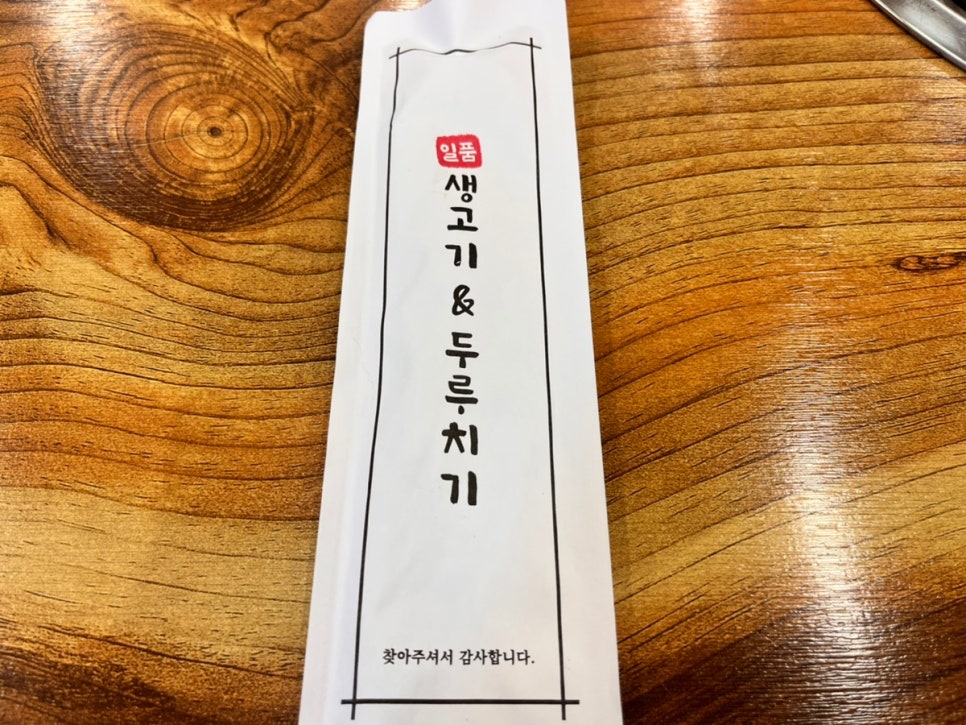 일품
생고기 & 두루치기
찾아주셔서 감사합니다.